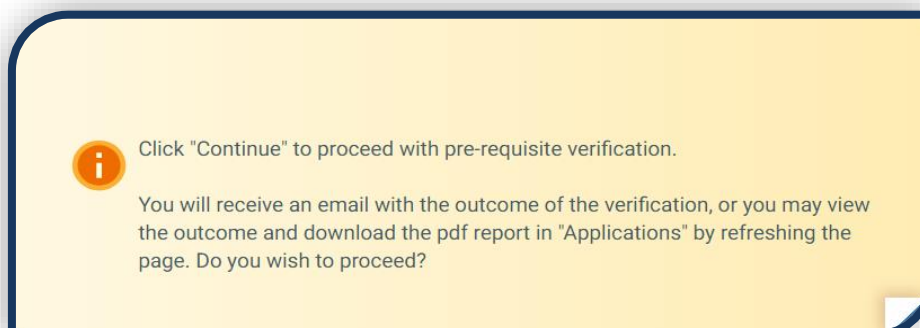 Click "Continue" to proceed with pre-requisite verification.
You will receive an email with the outcome of the verification, or you may view
the outcome and download the pdf report in "Applications" by refreshing the
page. Do you wish to proceed?